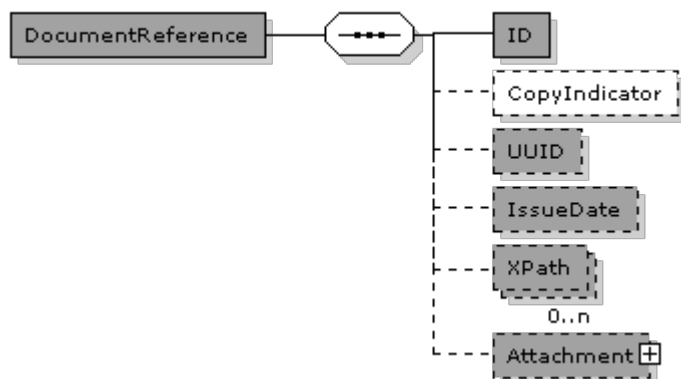 DocumentReference
ID
CopyIndicator
UUID
IssueDate
XPath
0..n
Attachment